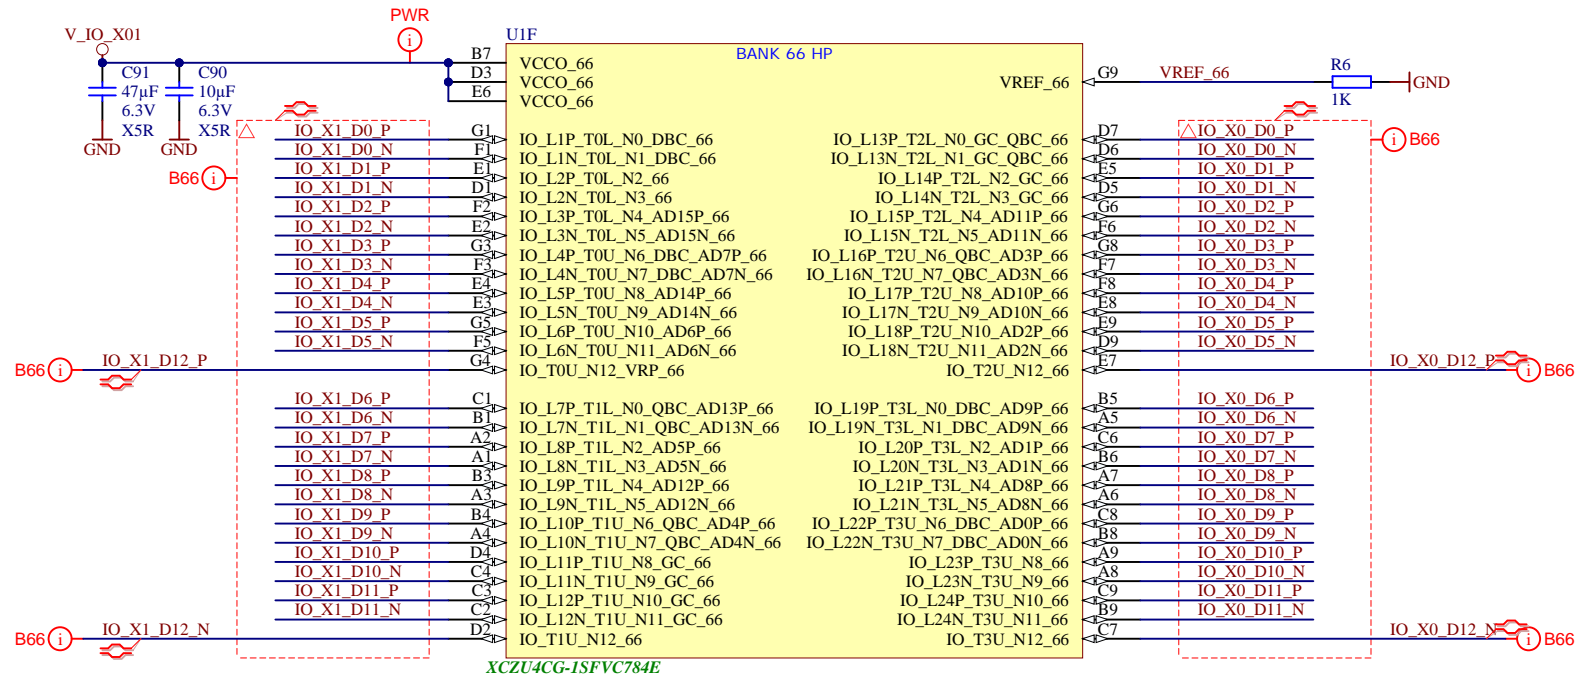 PWR
V_IO_X01
U1F
BANK 66 HP
C91
47µF
6.3V
X5R
GND
C90
10µF
6.3V
X5R
GND
B7 VCCO_66
D3 VCCO_66
E6 VCCO_66
VREF_66 G9 VREF_66
R6
1K
GND
B66
B66
IO_X1_D0_P G1 IO_L1P_T0L_N0_DBC_66 IO_L13P_T2L_N0_GC_QBC_66 D7 IO_X0_D0_P
IO_X1_D0_N F1 IO_L1N_T0L_N1_DBC_66 IO_L13N_T2L_N1_GC_QBC_66 D6 IO_X0_D0_N
IO_X1_D1_P E1 IO_L2P_T0L_N2_66 IO_L14P_T2L_N2_GC_66 E5 IO_X0_D1_P
IO_X1_D1_N D1 IO_L2N_T0L_N3_66 IO_L14N_T2L_N3_GC_66 D5 IO_X0_D1_N
IO_X1_D2_P F2 IO_L3P_T0L_N4_AD15P_66 IO_L15P_T2L_N4_AD11P_66 G6 IO_X0_D2_P
IO_X1_D2_N E2 IO_L3N_T0L_N5_AD15N_66 IO_L15N_T2L_N5_AD11N_66 F6 IO_X0_D2_N
IO_X1_D3_P G3 IO_L4P_T0U_N6_DBC_AD7P_66 IO_L16P_T2U_N6_QBC_AD3P_66 G8 IO_X0_D3_P
IO_X1_D3_N F3 IO_L4N_T0U_N7_DBC_AD7N_66 IO_L16N_T2U_N7_QBC_AD3N_66 F7 IO_X0_D3_N
IO_X1_D4_P E4 IO_L5P_T0U_N8_AD14P_66 IO_L17P_T2U_N8_AD10P_66 F8 IO_X0_D4_P
IO_X1_D4_N E3 IO_L5N_T0U_N9_AD14N_66 IO_L17N_T2U_N9_AD10N_66 E8 IO_X0_D4_N
IO_X1_D5_P G5 IO_L6P_T0U_N10_AD6P_66 IO_L18P_T2U_N10_AD2P_66 E9 IO_X0_D5_P
IO_X1_D5_N F5 IO_L6N_T0U_N11_AD6N_66 IO_L18N_T2U_N11_AD2N_66 D9 IO_X0_D5_N
B66 IO_X1_D12_P G4 IO_T0U_N12_VRP_66 IO_T2U_N12_66 E7 IO_X0_D12_P B66
IO_X1_D6_P C1 IO_L7P_T1L_N0_QBC_AD13P_66 IO_L19P_T3L_N0_DBC_AD9P_66 B5 IO_X0_D6_P
IO_X1_D6_N B1 IO_L7N_T1L_N1_QBC_AD13N_66 IO_L19N_T3L_N1_DBC_AD9N_66 A5 IO_X0_D6_N
IO_X1_D7_P A2 IO_L8P_T1L_N2_AD5P_66 IO_L20P_T3L_N2_AD1P_66 C6 IO_X0_D7_P
IO_X1_D7_N A1 IO_L8N_T1L_N3_AD5N_66 IO_L20N_T3L_N3_AD1N_66 B6 IO_X0_D7_N
IO_X1_D8_P B3 IO_L9P_T1L_N4_AD12P_66 IO_L21P_T3L_N4_AD8P_66 A7 IO_X0_D8_P
IO_X1_D8_N A3 IO_L9N_T1L_N5_AD12N_66 IO_L21N_T3L_N5_AD8N_66 A6 IO_X0_D8_N
IO_X1_D9_P B4 IO_L10P_T1U_N6_QBC_AD4P_66 IO_L22P_T3U_N6_DBC_AD0P_66 C8 IO_X0_D9_P
IO_X1_D9_N A4 IO_L10N_T1U_N7_QBC_AD4N_66 IO_L22N_T3U_N7_DBC_AD0N_66 B8 IO_X0_D9_N
IO_X1_D10_P D4 IO_L11P_T1U_N8_GC_66 IO_L23P_T3U_N8_66 A9 IO_X0_D10_P
IO_X1_D10_N C4 IO_L11N_T1U_N9_GC_66 IO_L23N_T3U_N9_66 A8 IO_X0_D10_N
IO_X1_D11_P C3 IO_L12P_T1U_N10_GC_66 IO_L24P_T3U_N10_66 C9 IO_X0_D11_P
IO_X1_D11_N C2 IO_L12N_T1U_N11_GC_66 IO_L24N_T3U_N11_66 B9 IO_X0_D11_N
B66 IO_X1_D12_N D2 IO_T1U_N12_66 IO_T3U_N12_66 C7 IO_X0_D12_N B66
XCZU4CG-1SFVC784E